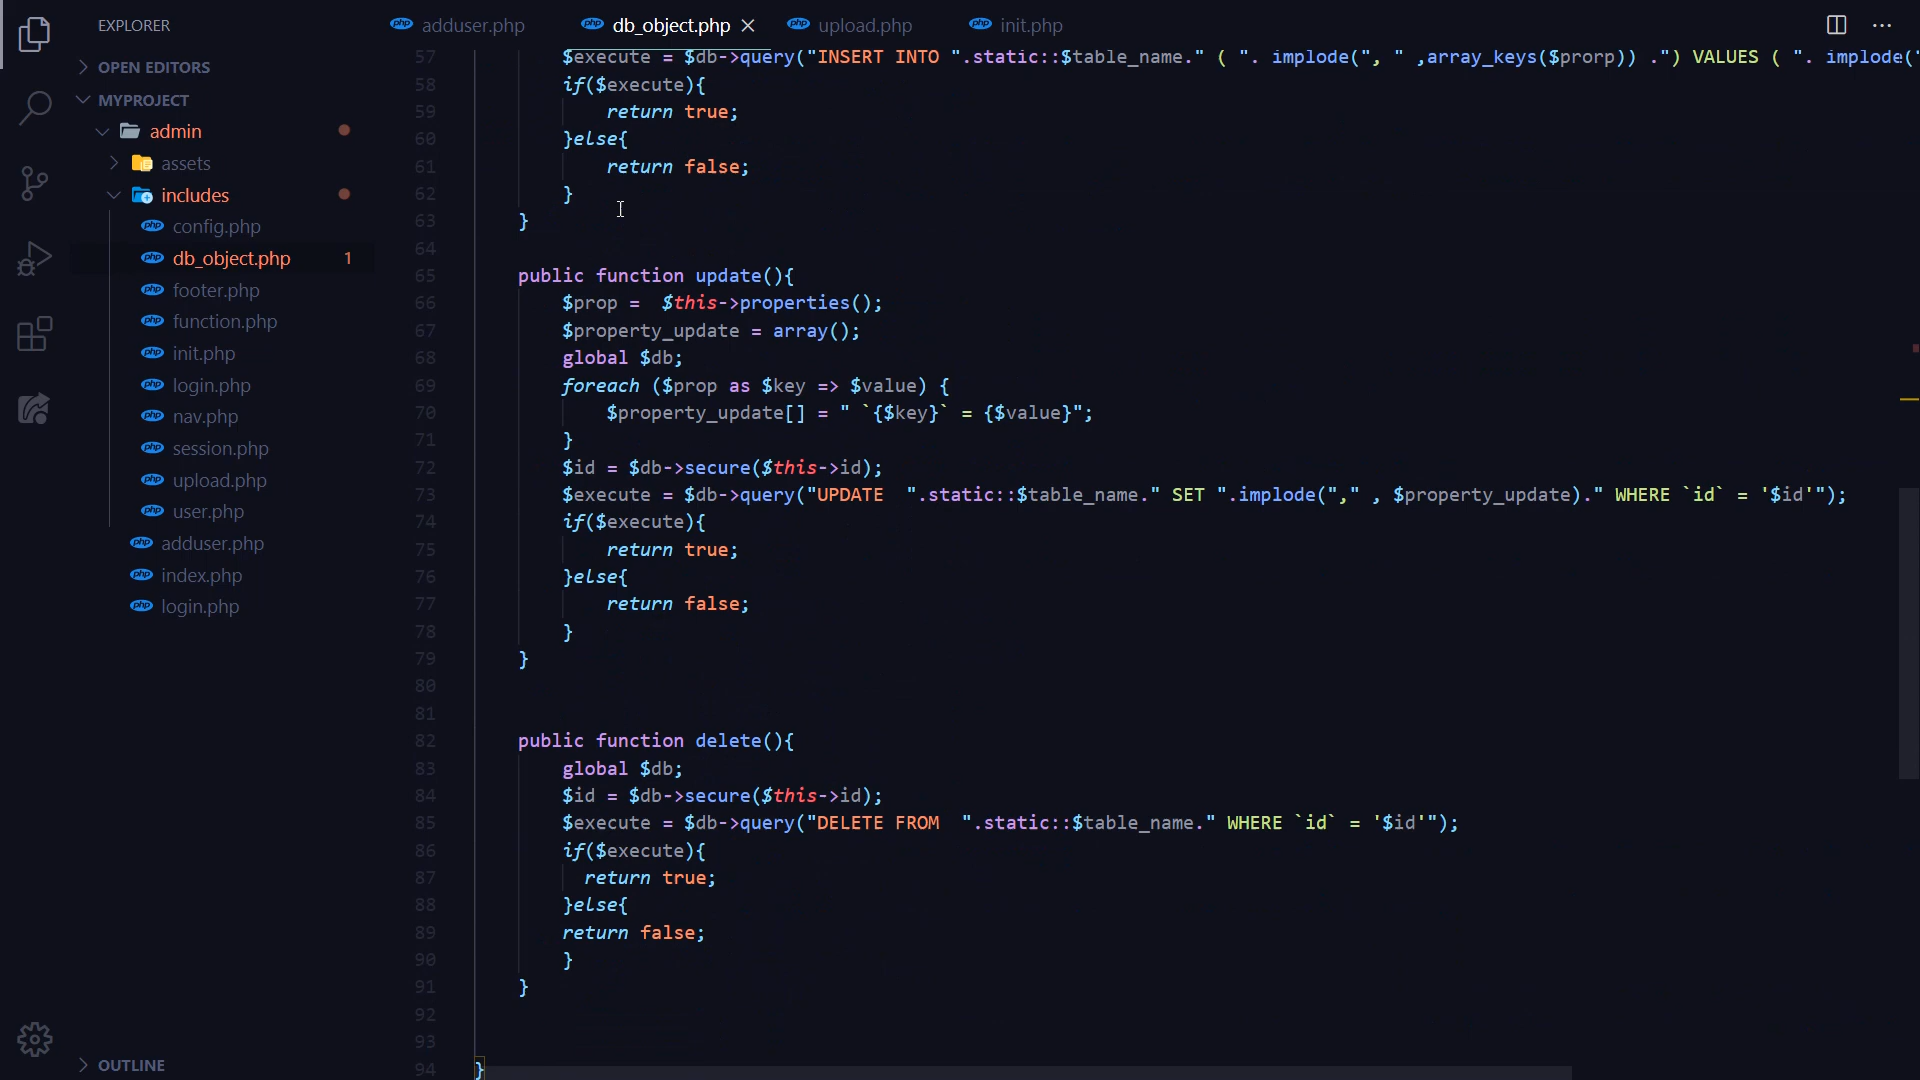 EXPLORER
adduser.php
db_object.php
upload.php
init.php
OPEN EDITORS
MYPROJECT
admin
assets
includes
config.php
db_object.php 1
footer.php
function.php
init.php
login.php
nav.php
session.php
upload.php
user.php
adduser.php
index.php
login.php
OUTLINE
57 $execute = $db->query("INSERT INTO ".static::$table_name." ( ". implode(", " ,array_keys($prorp)) .") VALUES ( ". implode('
58 if($execute){
59 return true;
60 }else{
61 return false;
62 }
63 }
64
65 public function update(){
66 $prop =  $this->properties();
67 $property_update = array();
68 global $db;
69 foreach ($prop as $key => $value) {
70 $property_update[] = " `{$key}` = {$value}";
71 }
72 $id = $db->secure($this->id);
73 $execute = $db->query("UPDATE  ".static::$table_name." SET ".implode("," , $property_update)." WHERE `id` = '$id'");
74 if($execute){
75 return true;
76 }else{
77 return false;
78 }
79 }
80
81
82 public function delete(){
83 global $db;
84 $id = $db->secure($this->id);
85 $execute = $db->query("DELETE FROM  ".static::$table_name." WHERE `id` = '$id'");
86 if($execute){
87 return true;
88 }else{
89 return false;
90 }
91 }
92
93
94 }